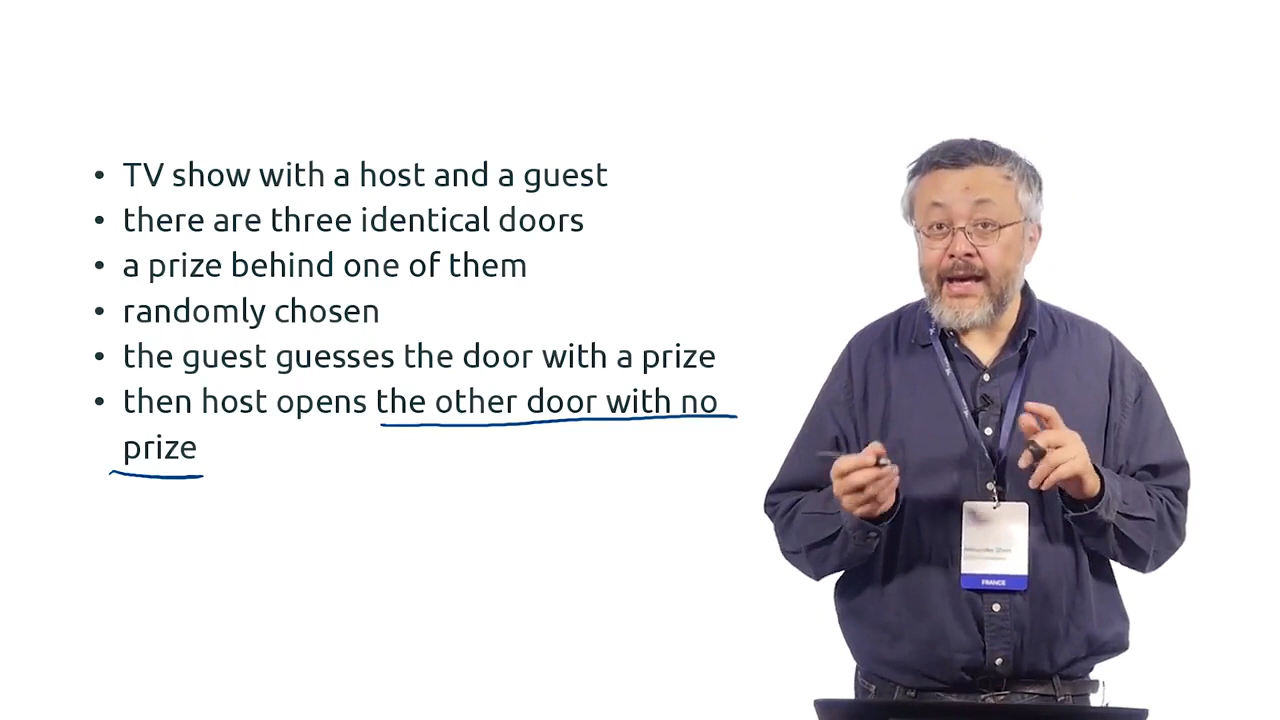 • TV show with a host and a guest
• there are three identical doors
• a prize behind one of them
• randomly chosen
• the guest guesses the door with a prize
• then host opens the other door with no
prize
FRANCE